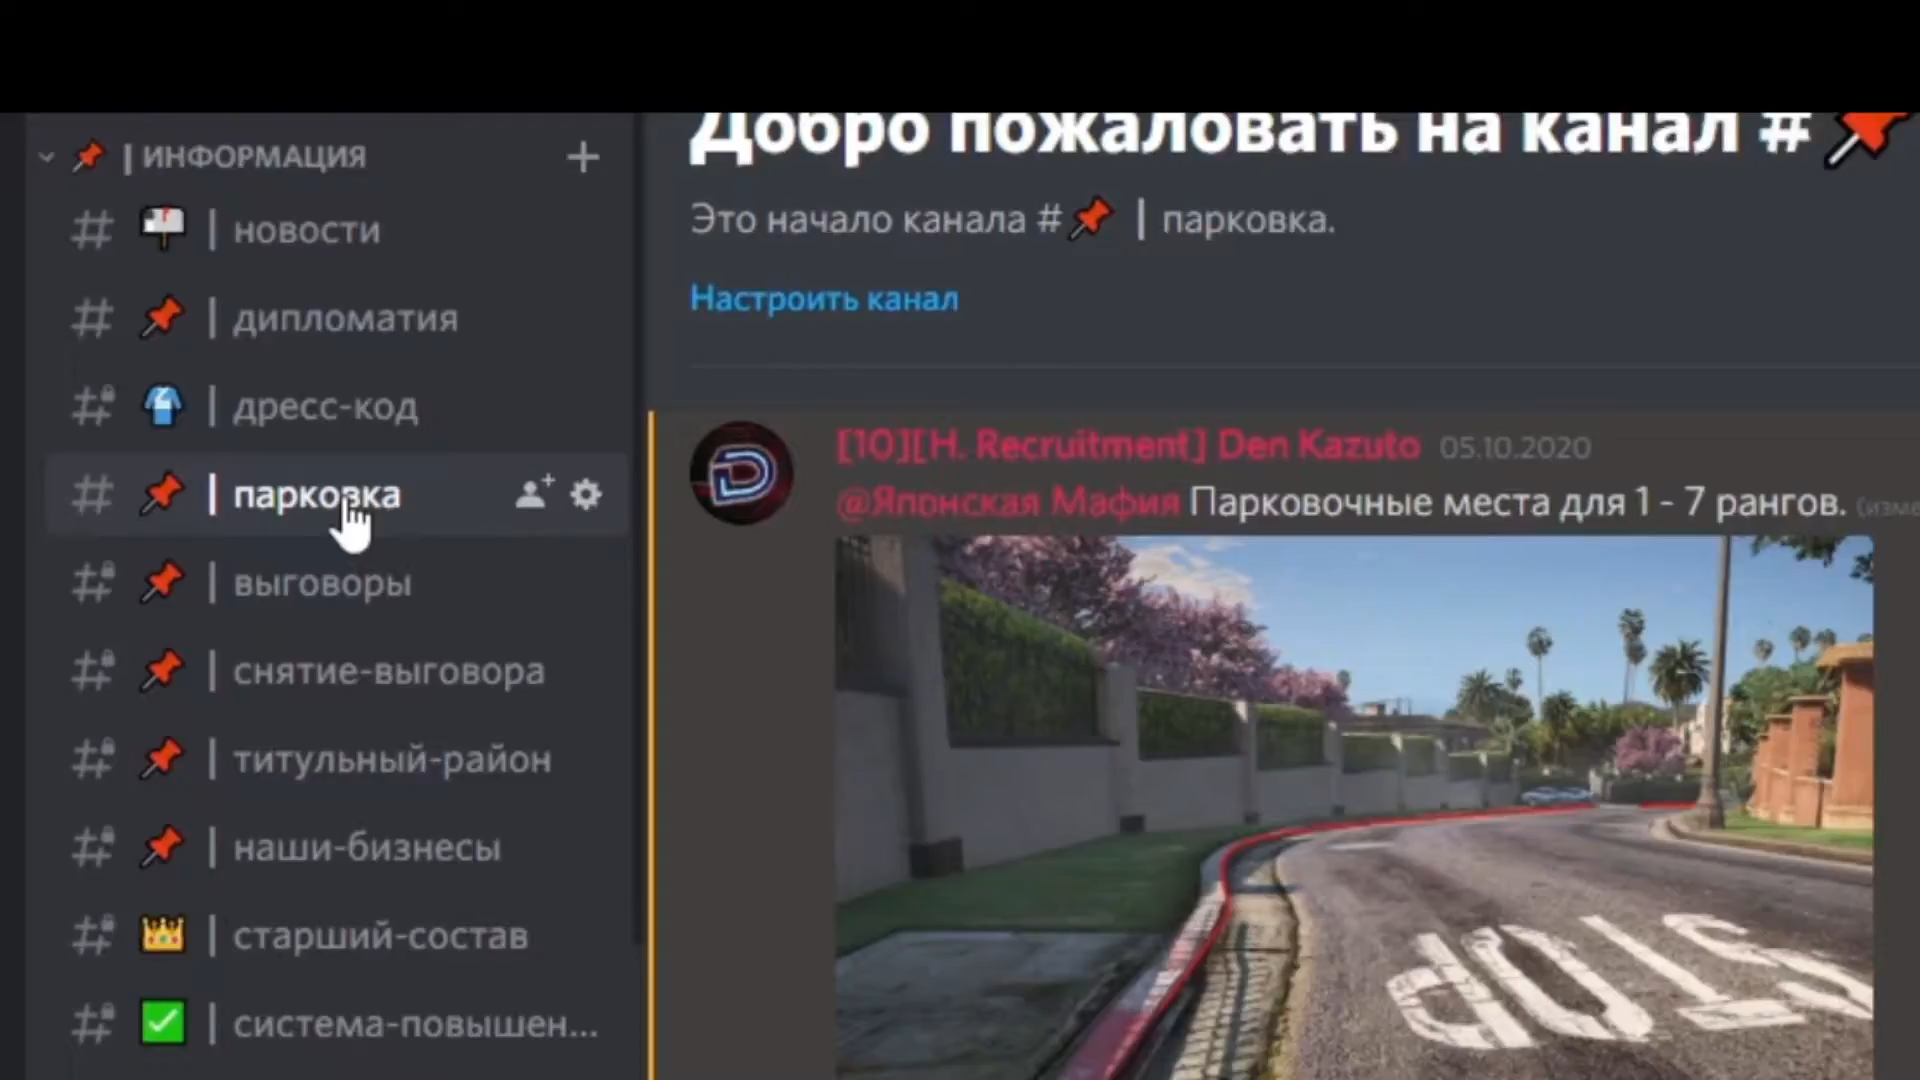 | ИНФОРМАЦИЯ
# | новости
# | дипломатия
# | дресс-код
# | парковка
# | выговоры
# | снятие-выговора
# | титульный-район
# | наши-бизнесы
# | старший-состав
# | система-повышен...
Добро пожаловать на канал #
Это начало канала # | парковка.
Настроить канал
[10][H. Recruitment] Den Kazuto 05.10.2020
@Японская Мафия Парковочные места для 1 - 7 рангов. (изме
STOP